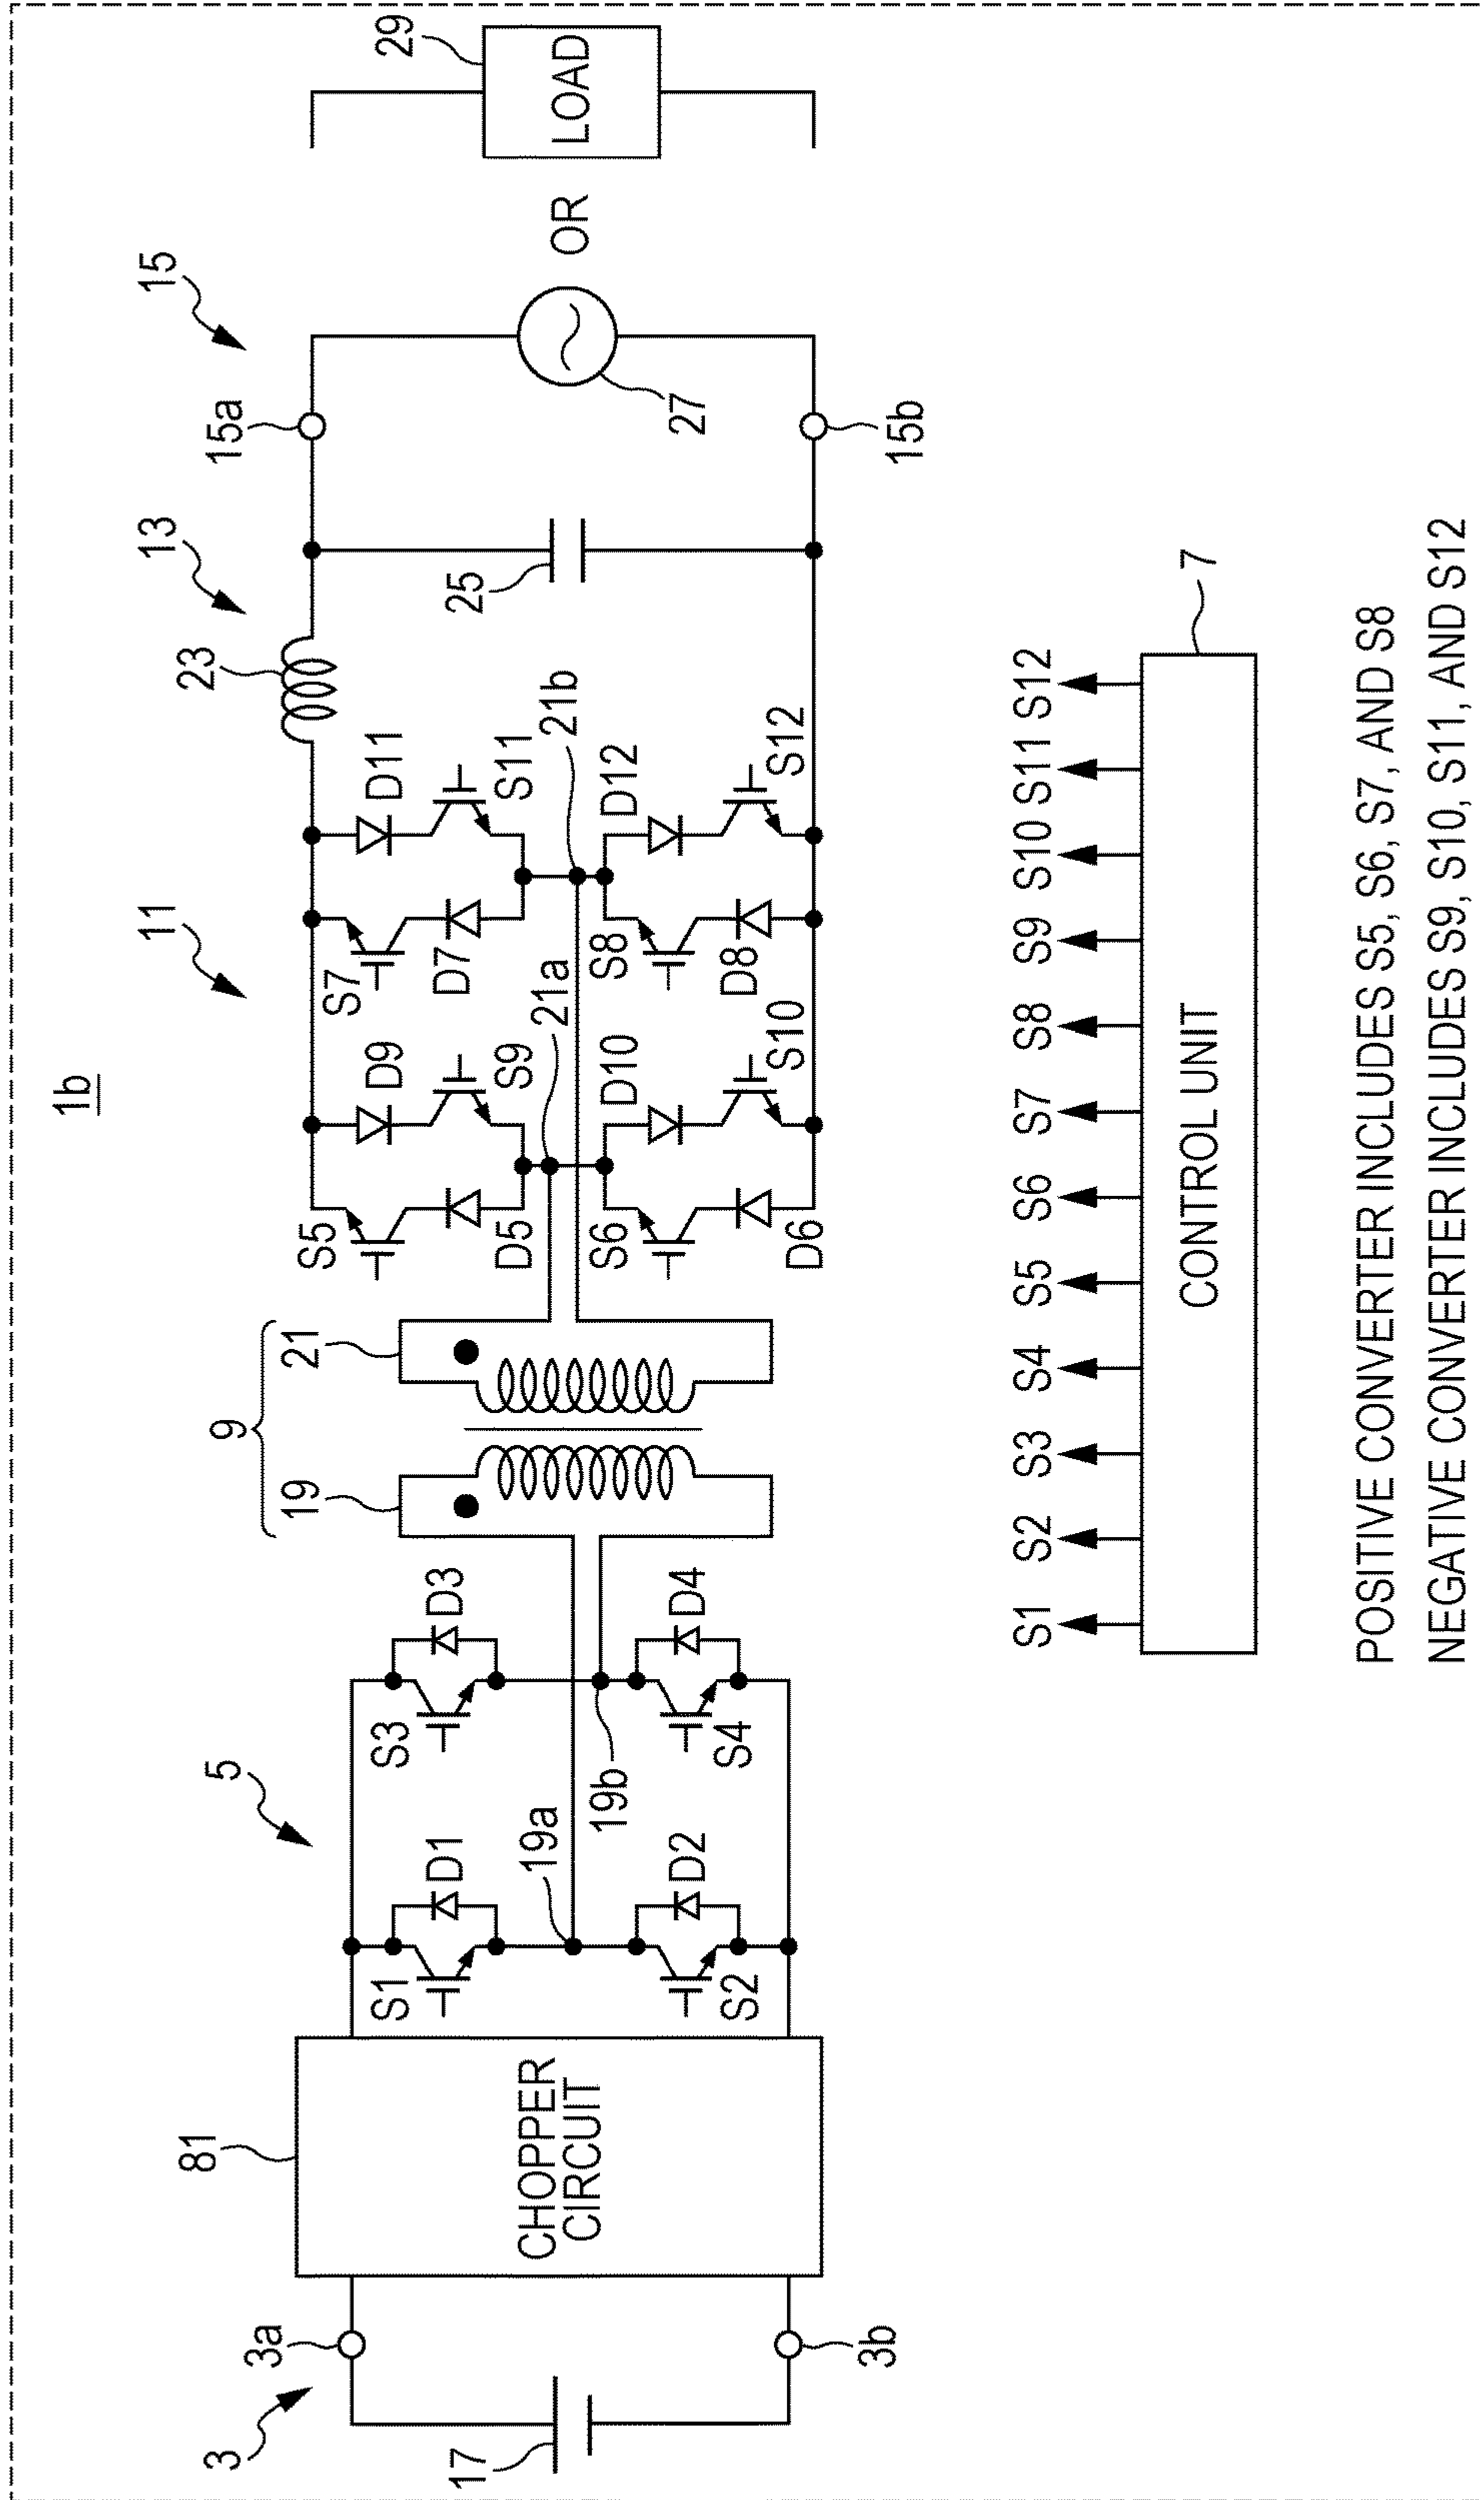 1b
3
3a
3b
17
81
CHOPPER
CIRCUIT
5
S1
D1
S2
D2
19a
S3
D3
S4
D4
19b
9
19
21
11
S5
D5
S6
D6
D9
S9
D10
S10
21a
S7
D7
S8
D8
D11
S11
D12
S12
21b
13
23
25
15
15a
15b
27
OR
LOAD
29
S1 S2 S3 S4 S5 S6 S7 S8 S9 S10 S11 S12
CONTROL UNIT
7
POSITIVE CONVERTER INCLUDES S5, S6, S7, AND S8
NEGATIVE CONVERTER INCLUDES S9, S10, S11, AND S12